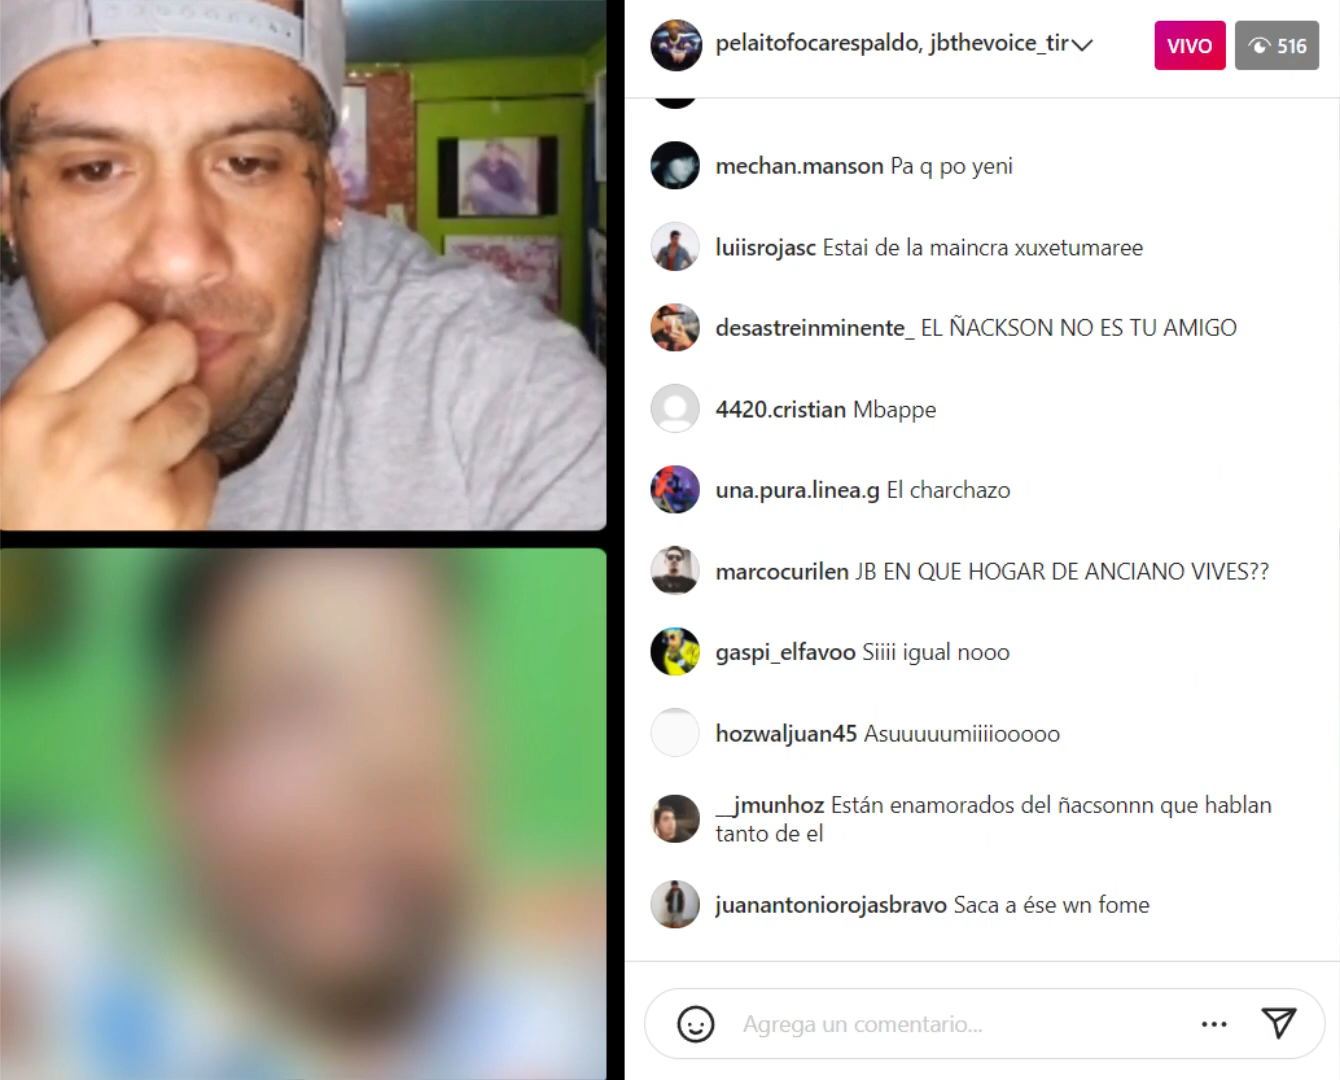 pelaitofocarespaldo, jbthevoice_tir
VIVO
516
mechan.manson Pa q po yeni
luiisrojasc Estai de la maincra xuxetumaree
desastreinminente_ EL ÑACKSON NO ES TU AMIGO
4420.cristian Mbappe
una.pura.linea.g El charchazo
marcocurilen JB EN QUE HOGAR DE ANCIANO VIVES??
gaspi_elfavoo Siiii igual nooo
hozwaljuan45 Asuuuuumiiiiooooo
__jmunhoz Están enamorados del ñacsonnn que hablan
tanto de el
juanantoniorojasbravo Saca a ése wn fome
Agrega un comentario...